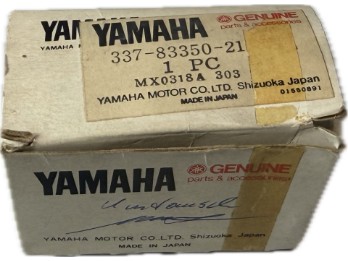 YAMAHA GENUINE
parts & accessories
337-83350-21
1 PC
MX0318A 303
YAMAHA MOTOR CO., LTD. Shizuoka Japan
MADE IN JAPAN 01550891
YAMAHA GENUINE
parts & accessories
YAMAHA MOTOR CO., LTD. Shizuoka Japan
MADE IN JAPAN